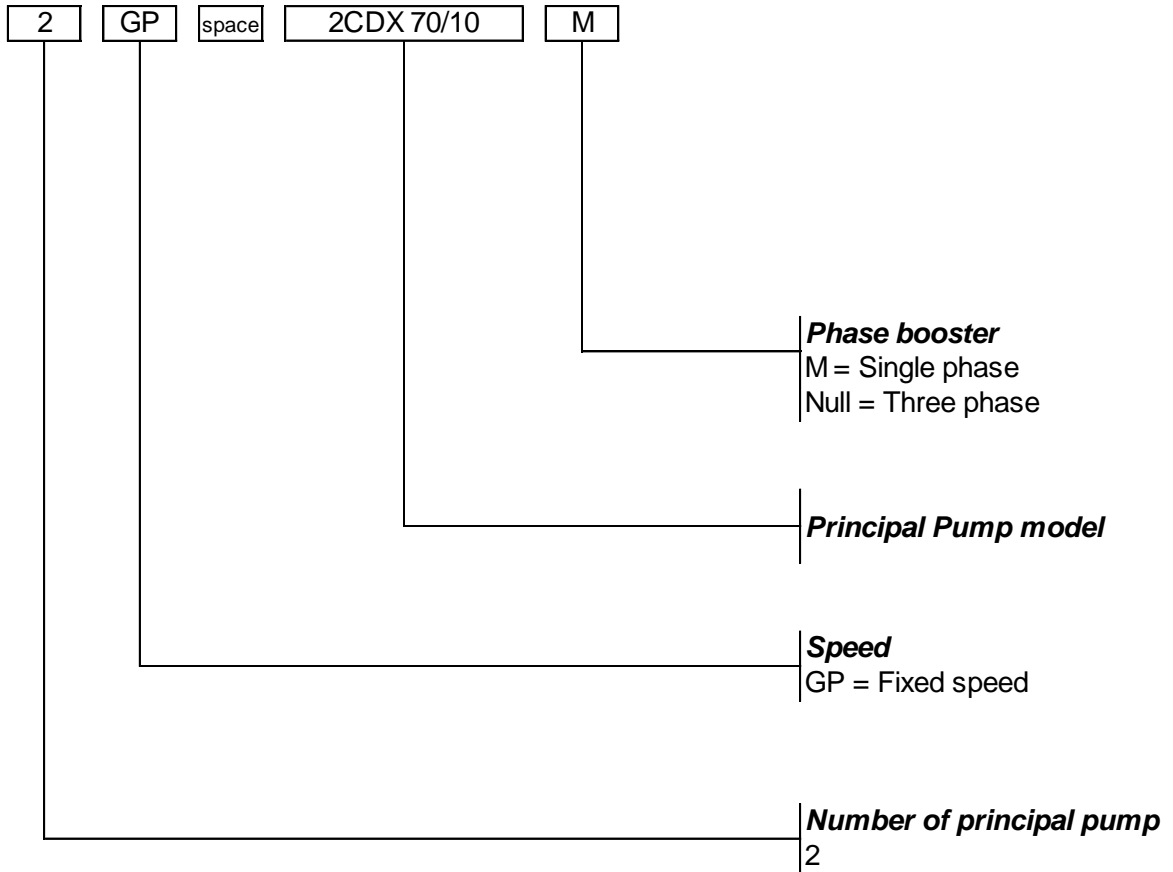 2 GP space 2CDX 70/10 M
Phase booster
M = Single phase
Null = Three phase
Principal Pump model
Speed
GP = Fixed speed
Number of principal pump
2